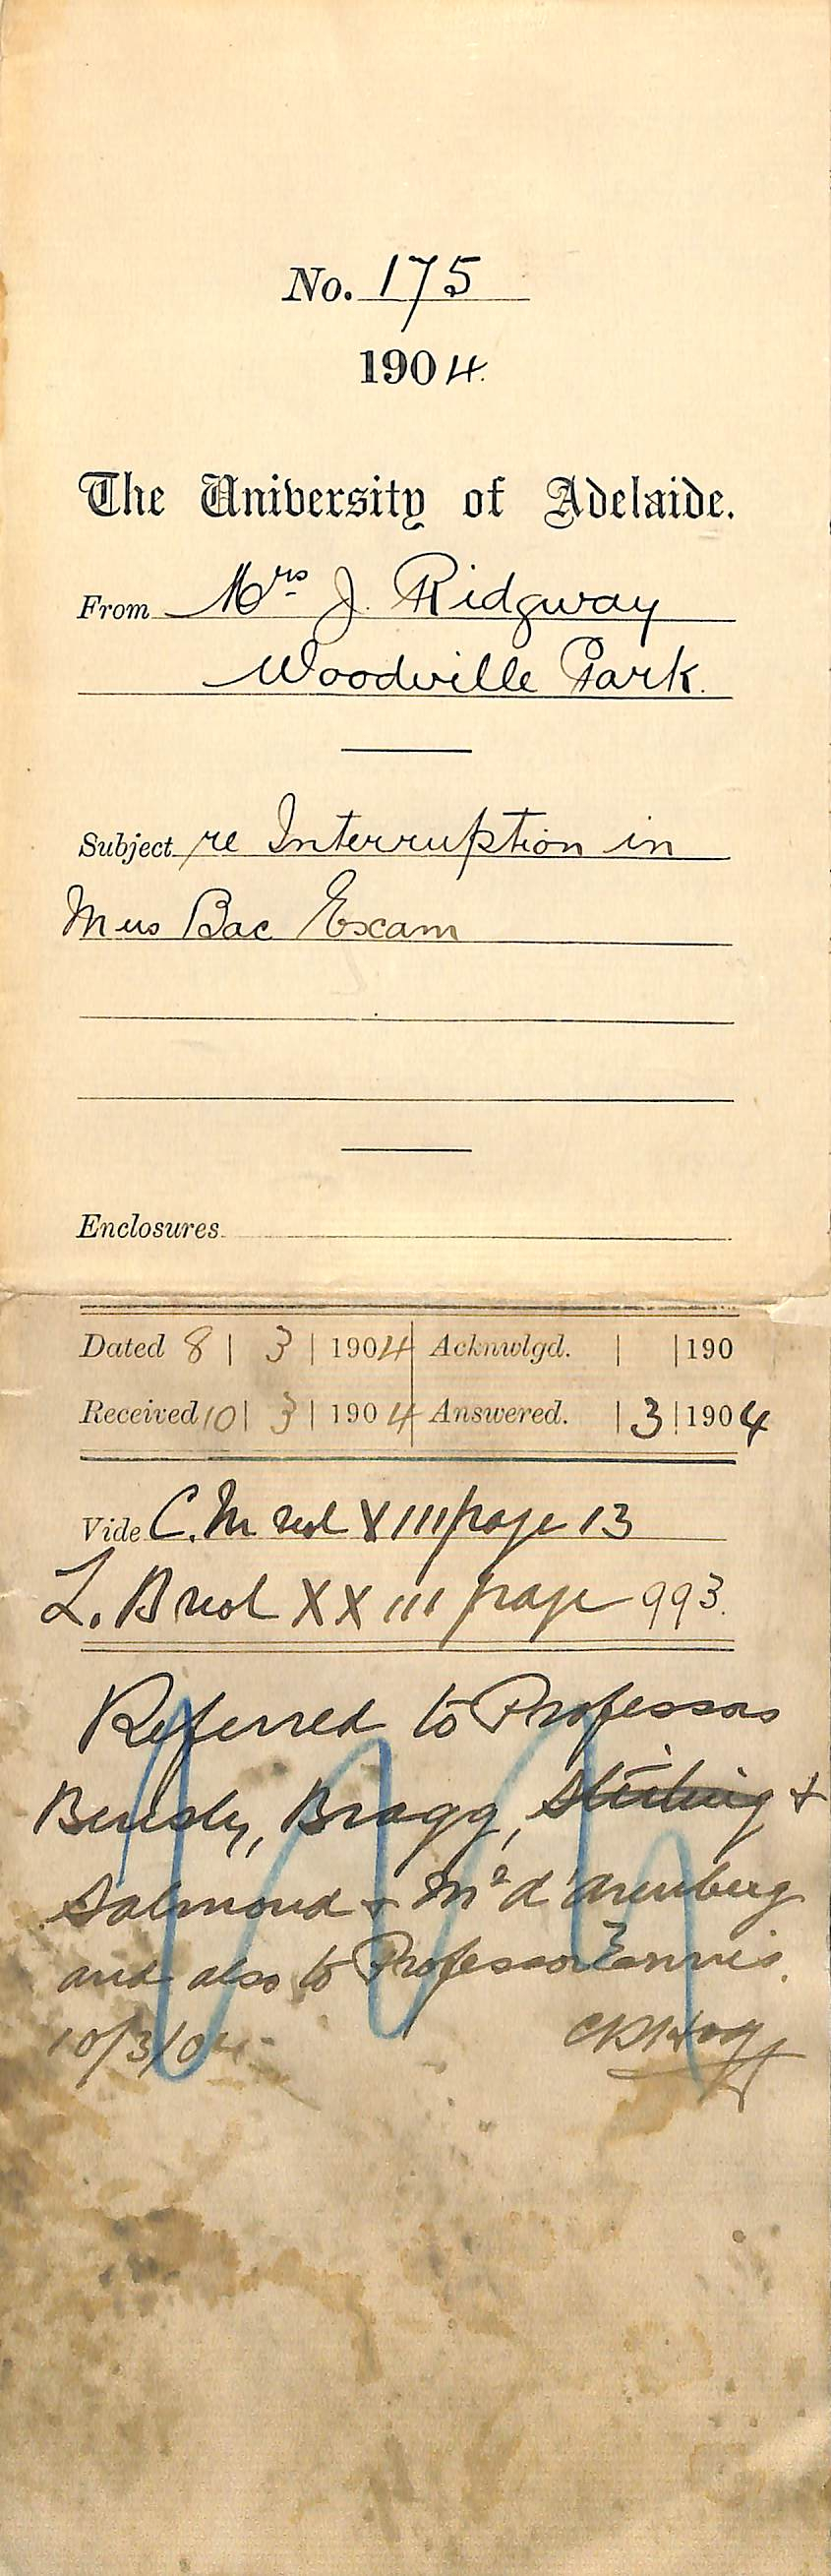 No. 175
1904.
The University of Adelaide.
From Mrs J. Ridgway
Woodville Park.
Subject re Interruption in
Mus Bac Exam
Enclosures
Dated 8 | 3 | 1904 Acknwlgd. | | 190
Received 10 | 3 | 1904 Answered. | 3 | 1904
Vide C.M vol XIII page 13
L.B vol XXIII page 993.
Referred to Professors
Bensly, Bragg, Stirling +
Salmond + Mr d'Arenberg
and also to Professor Ennis.
10/3/04